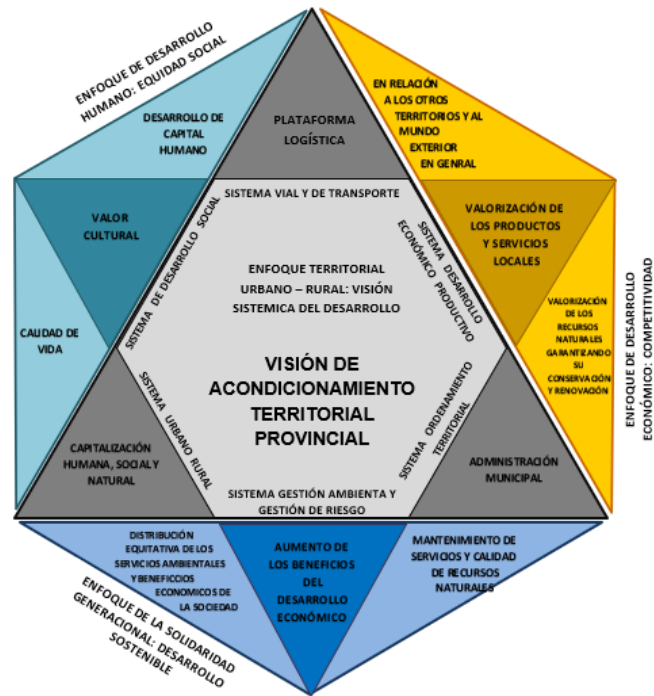 ENFOQUE DE DESARROLLO
HUMANO: EQUIDAD SOCIAL
DESARROLLO DE
CAPITAL
HUMANO
VALOR
CULTURAL
CALIDAD DE
VIDA
PLATAFORMA
LOGÍSTICA
EN RELACIÓN
A LOS OTROS
TERRITORIOS Y AL
MUNDO
EXTERIOR
EN GENRAL
VALORIZACIÓN DE
LOS PRODUCTOS
Y SERVICIOS
LOCALES
VALORIZACIÓN
DE LOS
RECURSOS
NATURALES
GARANTIZANDO
SU
CONSERVACIÓN
Y RENOVACIÓN
ENFOQUE DE DESARROLLO
ECONÓMICO: COMPETITIVIDAD
SISTEMA VIAL Y DE TRANSPORTE
SISTEMA DE DESARROLLO SOCIAL
SISTEMA DESARROLLO
ECONÓMICO PRODUCTIVO
ENFOQUE TERRITORIAL
URBANO – RURAL: VISIÓN
SISTEMICA DEL DESARROLLO
VISIÓN DE
ACONDICIONAMIENTO
TERRITORIAL
PROVINCIAL
SISTEMA URBANO RURAL
SISTEMA ORDENAMIENTO
TERRITORIAL
SISTEMA GESTIÓN AMBIENTA Y
GESTIÓN DE RIESGO
CAPITALIZACIÓN
HUMANA, SOCIAL Y
NATURAL
ADMINISTRACIÓN
MUNICIPAL
DISTRIBUCIÓN
EQUITATIVA DE LOS
SERVICIOS AMBIENTALES
Y BENEFICCIOS
ECONOMICOS DE
LA SOCIEDAD
AUMENTO DE
LOS BENEFICIOS
DEL
DESARROLLO
ECONÓMICO
MANTENIMIENTO DE
SERVICIOS Y CALIDAD
DE RECURSOS
NATURALES
ENFOQUE DE LA SOLIDARIDAD
GENERACIONAL: DESARROLLO
SOSTENIBLE